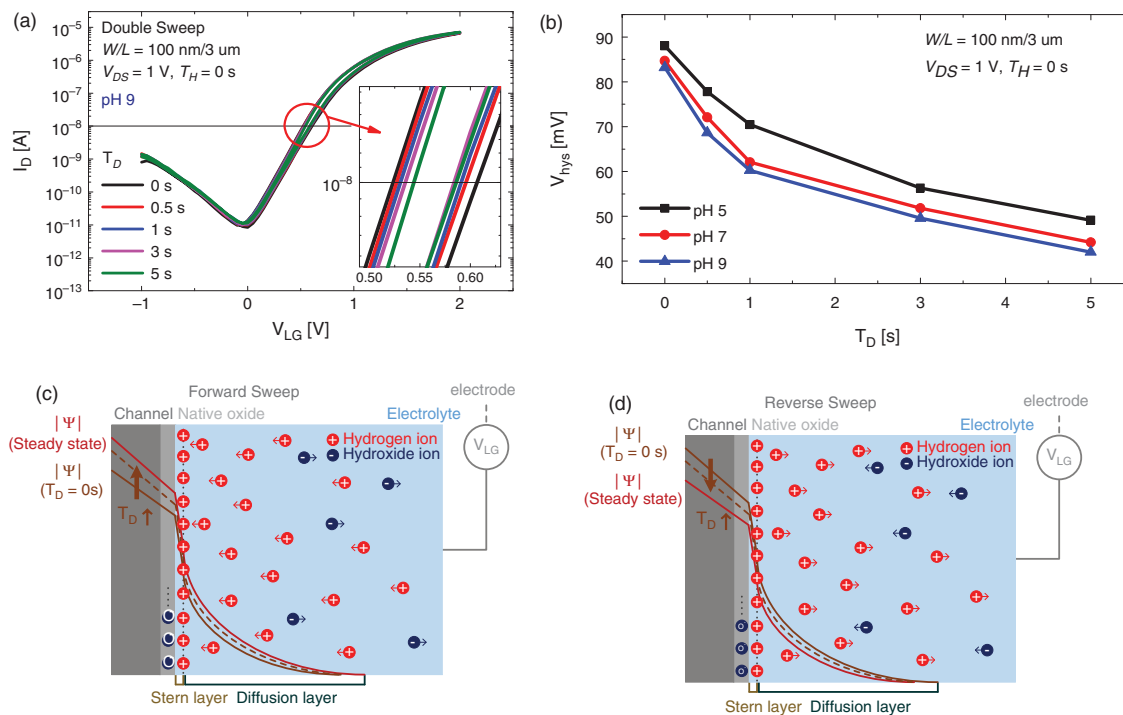 (a)
Double Sweep
W/L = 100 nm/3 um
V_DS = 1 V, T_H = 0 s
pH 9
T_D
0 s
0.5 s
1 s
3 s
5 s
I_D [A]
10⁻⁵
10⁻⁶
10⁻⁷
10⁻⁸
10⁻⁹
10⁻¹⁰
10⁻¹¹
10⁻¹²
10⁻¹³
–1 0 1 2
V_LG [V]
10⁻⁸
0.50 0.55 0.60
(b)
W/L = 100 nm/3 um
V_DS = 1 V, T_H = 0 s
V_hys [mV]
90
80
70
60
50
40
pH 5
pH 7
pH 9
0 1 2 3 4 5
T_D [s]
(c)
Forward Sweep
electrode
Channel Native oxide Electrolyte
|Ψ|
(Steady state)
|Ψ|
(T_D = 0s)
T_D ↑
+ Hydrogen ion
- Hydroxide ion
V_LG
Stern layer Diffusion layer
(d)
Reverse Sweep
electrode
Channel Native oxide Electrolyte
|Ψ|
(T_D = 0 s)
|Ψ|
(Steady state)
T_D ↑
+ Hydrogen ion
- Hydroxide ion
V_LG
Stern layer Diffusion layer